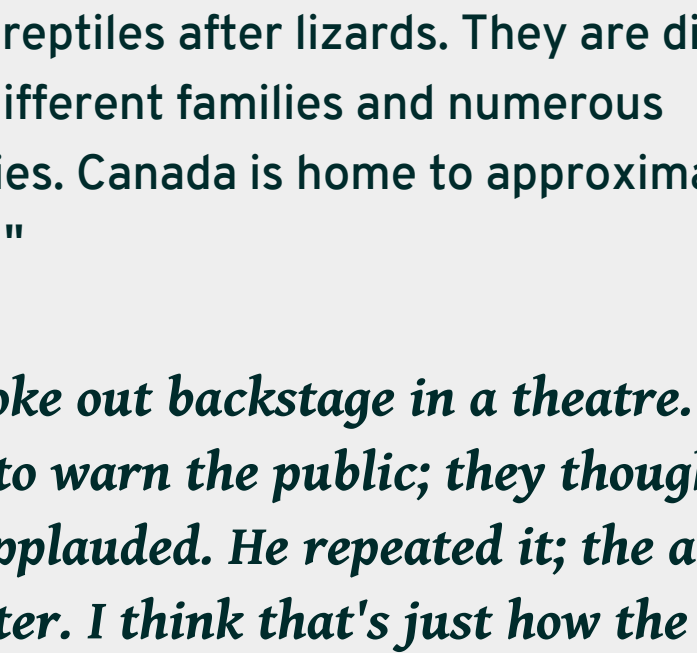 reptiles after lizards. They are di
ifferent families and numerous
ies. Canada is home to approxima
"
oke out backstage in a theatre.
to warn the public; they though
pplauded. He repeated it; the a
ter. I think that's just how the